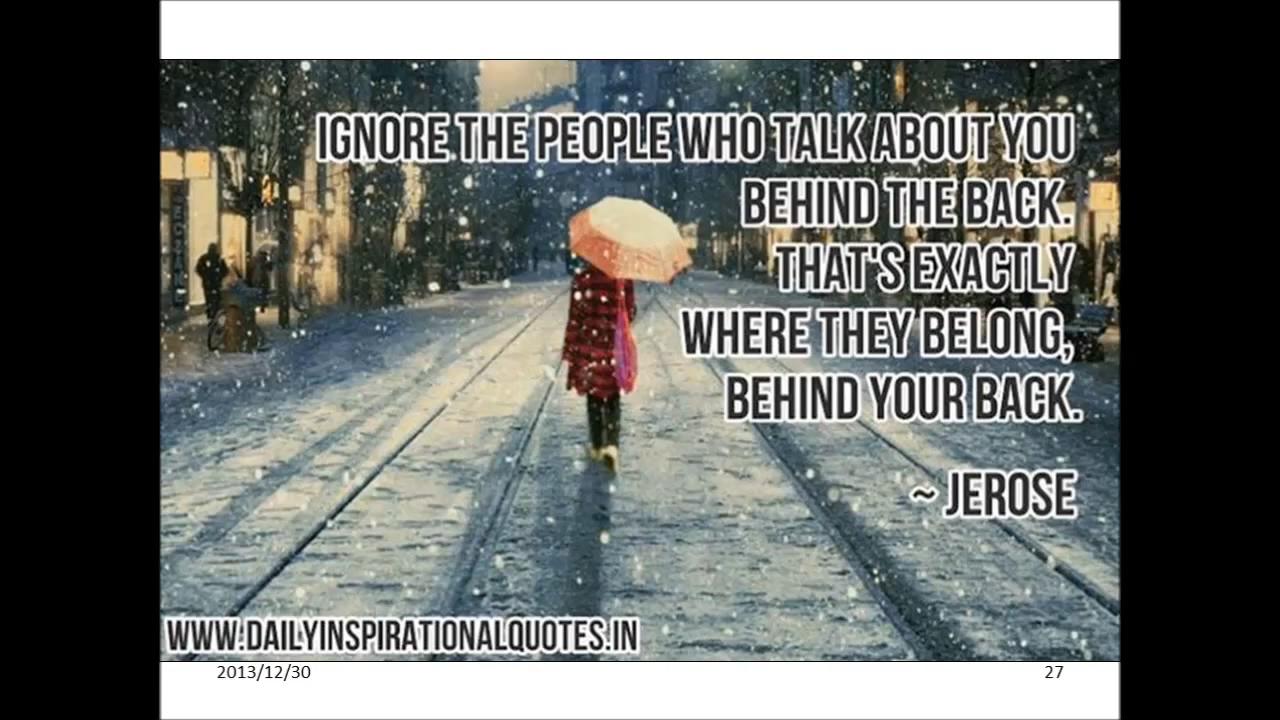 IGNORE THE PEOPLE WHO TALK ABOUT YOU
BEHIND THE BACK.
THAT'S EXACTLY
WHERE THEY BELONG,
BEHIND YOUR BACK.
~ JEROSE
WWW.DAILYINSPIRATIONALQUOTES.IN
2013/12/30
27